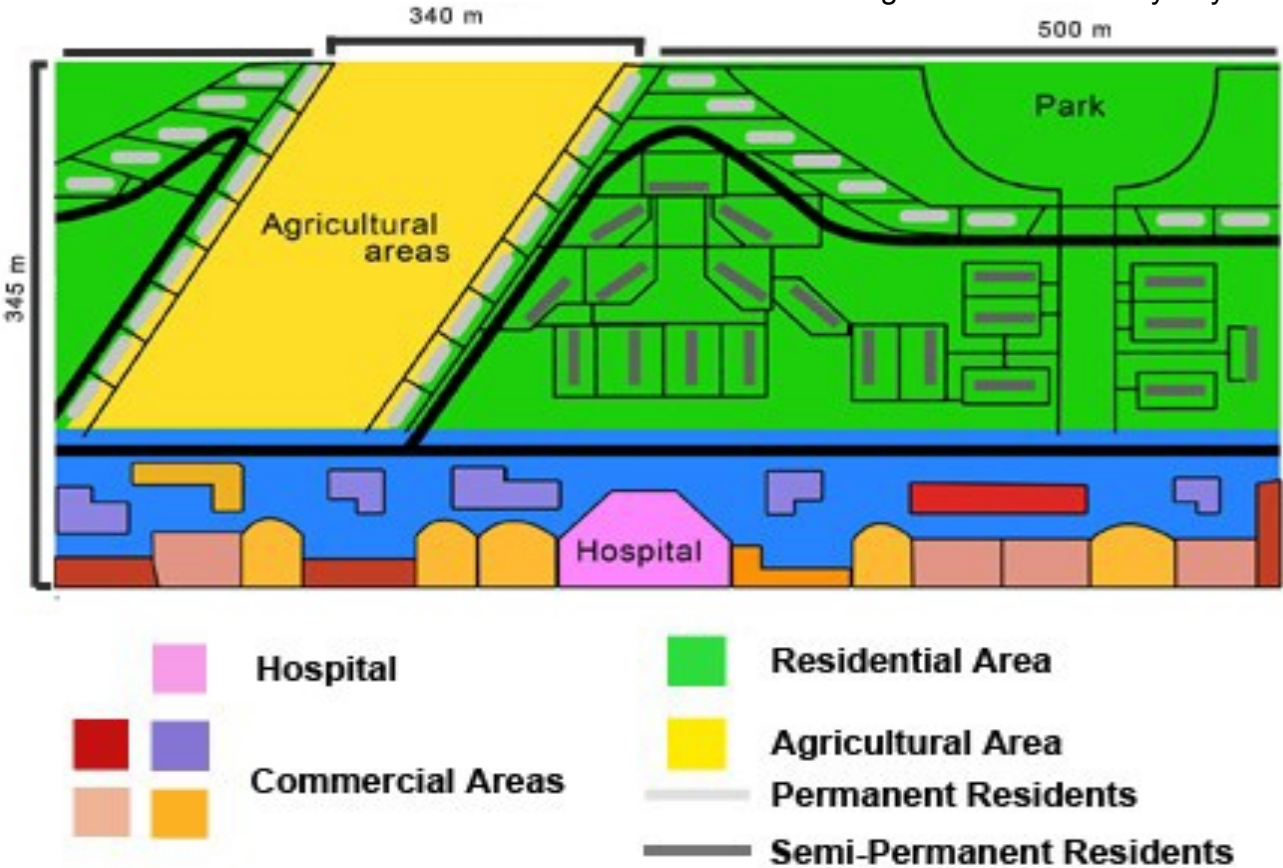 340 m
500 m
Park
Agricultural
areas
345 m
Hospital
Hospital
Residential Area
Agricultural Area
Commercial Areas
Permanent Residents
Semi-Permanent Residents